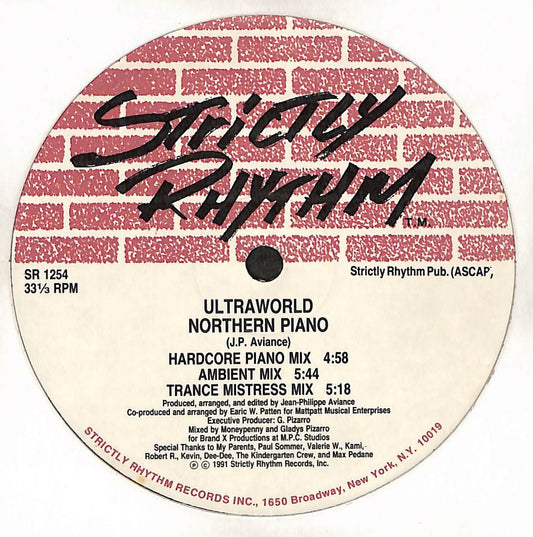 STRICTLY
RHYTHM
T.M.
SR 1254
33⅓ RPM
Strictly Rhythm Pub. (ASCAP),
ULTRAWORLD
NORTHERN PIANO
(J.P. Aviance)
HARDCORE PIANO MIX 4:58
AMBIENT MIX 5:44
TRANCE MISTRESS MIX 5:18
Produced, arranged, and edited by Jean-Philippe Aviance
Co-produced and arranged by Earic W. Patten for Mattpatt Musical Enterprises
Executive Producer: G. Pizarro
Mixed by Moneypenny and Gladys Pizarro
for Brand X Productions at M.P.C. Studios
Special Thanks to My Parents, Paul Sommer, Valerie W., Kami,
Robert R., Kevin, Dee-Dee, The Kindergarten Crew, and Max Pedane
℗ © 1991 Strictly Rhythm Records, Inc.
STRICTLY RHYTHM RECORDS INC., 1650 Broadway, New York, N.Y. 10019